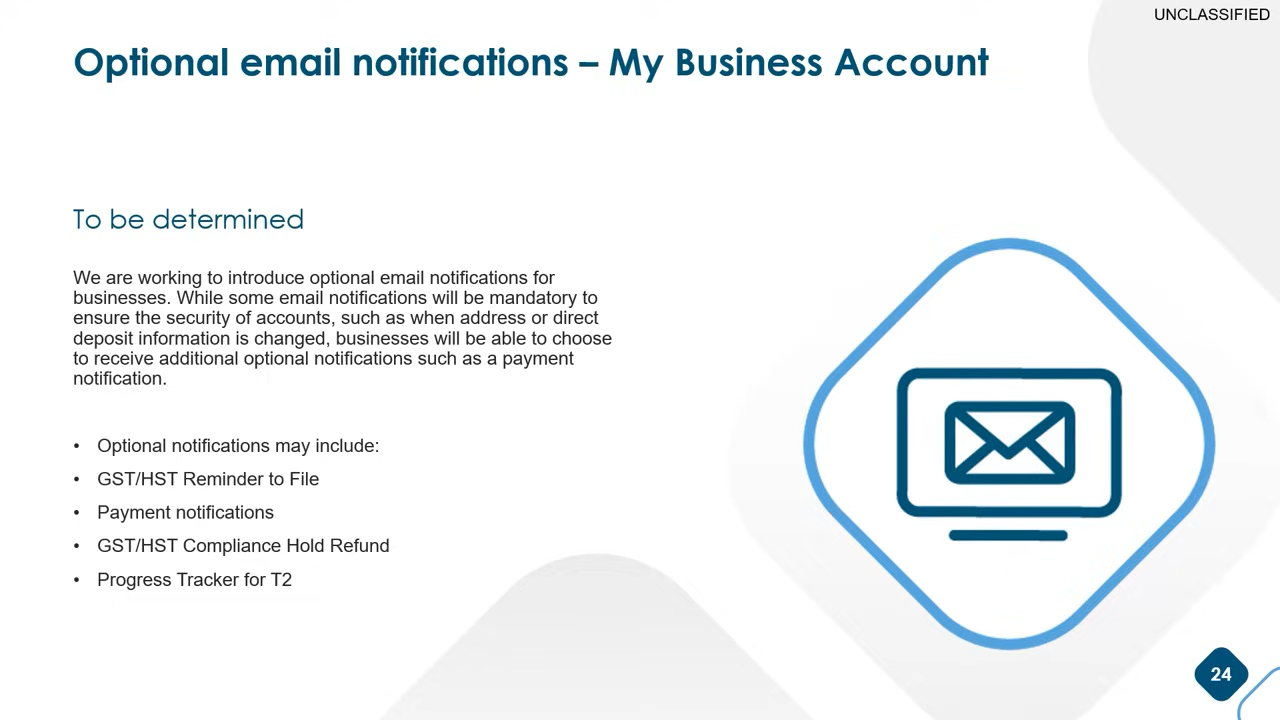 UNCLASSIFIED
Optional email notifications – My Business Account
To be determined
We are working to introduce optional email notifications for
businesses. While some email notifications will be mandatory to
ensure the security of accounts, such as when address or direct
deposit information is changed, businesses will be able to choose
to receive additional optional notifications such as a payment
notification.
• Optional notifications may include:
• GST/HST Reminder to File
• Payment notifications
• GST/HST Compliance Hold Refund
• Progress Tracker for T2
24